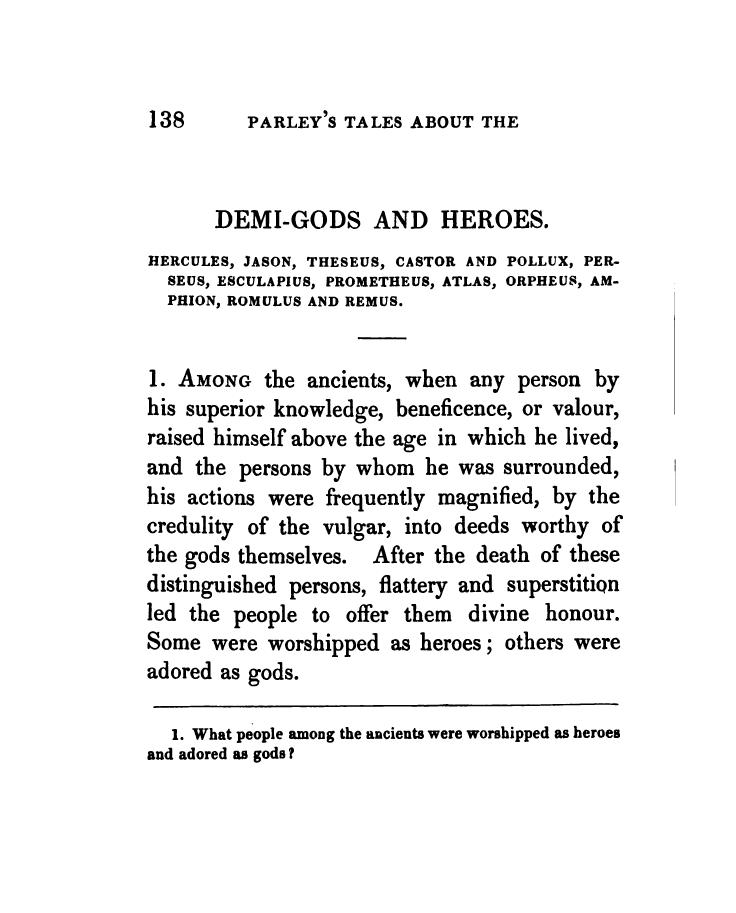 138 PARLEY'S TALES ABOUT THE
DEMI-GODS AND HEROES.
HERCULES, JASON, THESEUS, CASTOR AND POLLUX, PER-
SEUS, ESCULAPIUS, PROMETHEUS, ATLAS, ORPHEUS, AM-
PHION, ROMULUS AND REMUS.
1. AMONG the ancients, when any person by
his superior knowledge, beneficence, or valour,
raised himself above the age in which he lived,
and the persons by whom he was surrounded,
his actions were frequently magnified, by the
credulity of the vulgar, into deeds worthy of
the gods themselves. After the death of these
distinguished persons, flattery and superstition
led the people to offer them divine honour.
Some were worshipped as heroes; others were
adored as gods.
1. What people among the ancients were worshipped as heroes
and adored as gods?